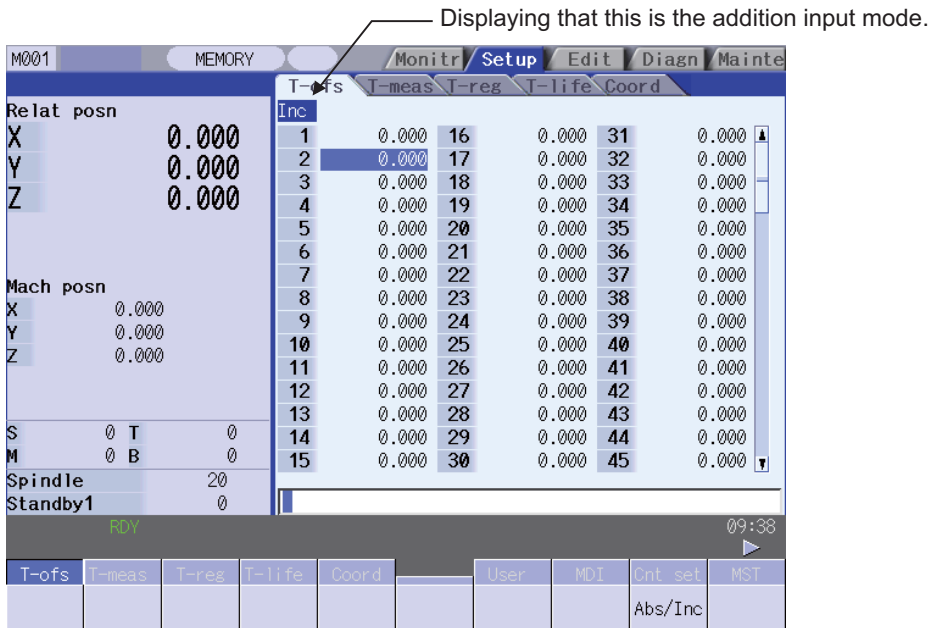 Displaying that this is the addition input mode.
M001 MEMORY Monitr Setup Edit Diagn Mainte
T-ofs T-meas T-reg T-life Coord
Relat posn
X 0.000
Y 0.000
Z 0.000
Mach posn
X 0.000
Y 0.000
Z 0.000
S 0 T 0
M 0 B 0
Spindle 20
Standby1 0
Inc
1 0.000 16 0.000 31 0.000
2 0.000 17 0.000 32 0.000
3 0.000 18 0.000 33 0.000
4 0.000 19 0.000 34 0.000
5 0.000 20 0.000 35 0.000
6 0.000 21 0.000 36 0.000
7 0.000 22 0.000 37 0.000
8 0.000 23 0.000 38 0.000
9 0.000 24 0.000 39 0.000
10 0.000 25 0.000 40 0.000
11 0.000 26 0.000 41 0.000
12 0.000 27 0.000 42 0.000
13 0.000 28 0.000 43 0.000
14 0.000 29 0.000 44 0.000
15 0.000 30 0.000 45 0.000
RDY 09:38
T-ofs T-meas T-reg T-life Coord User MDI Cnt set MST
Abs/Inc